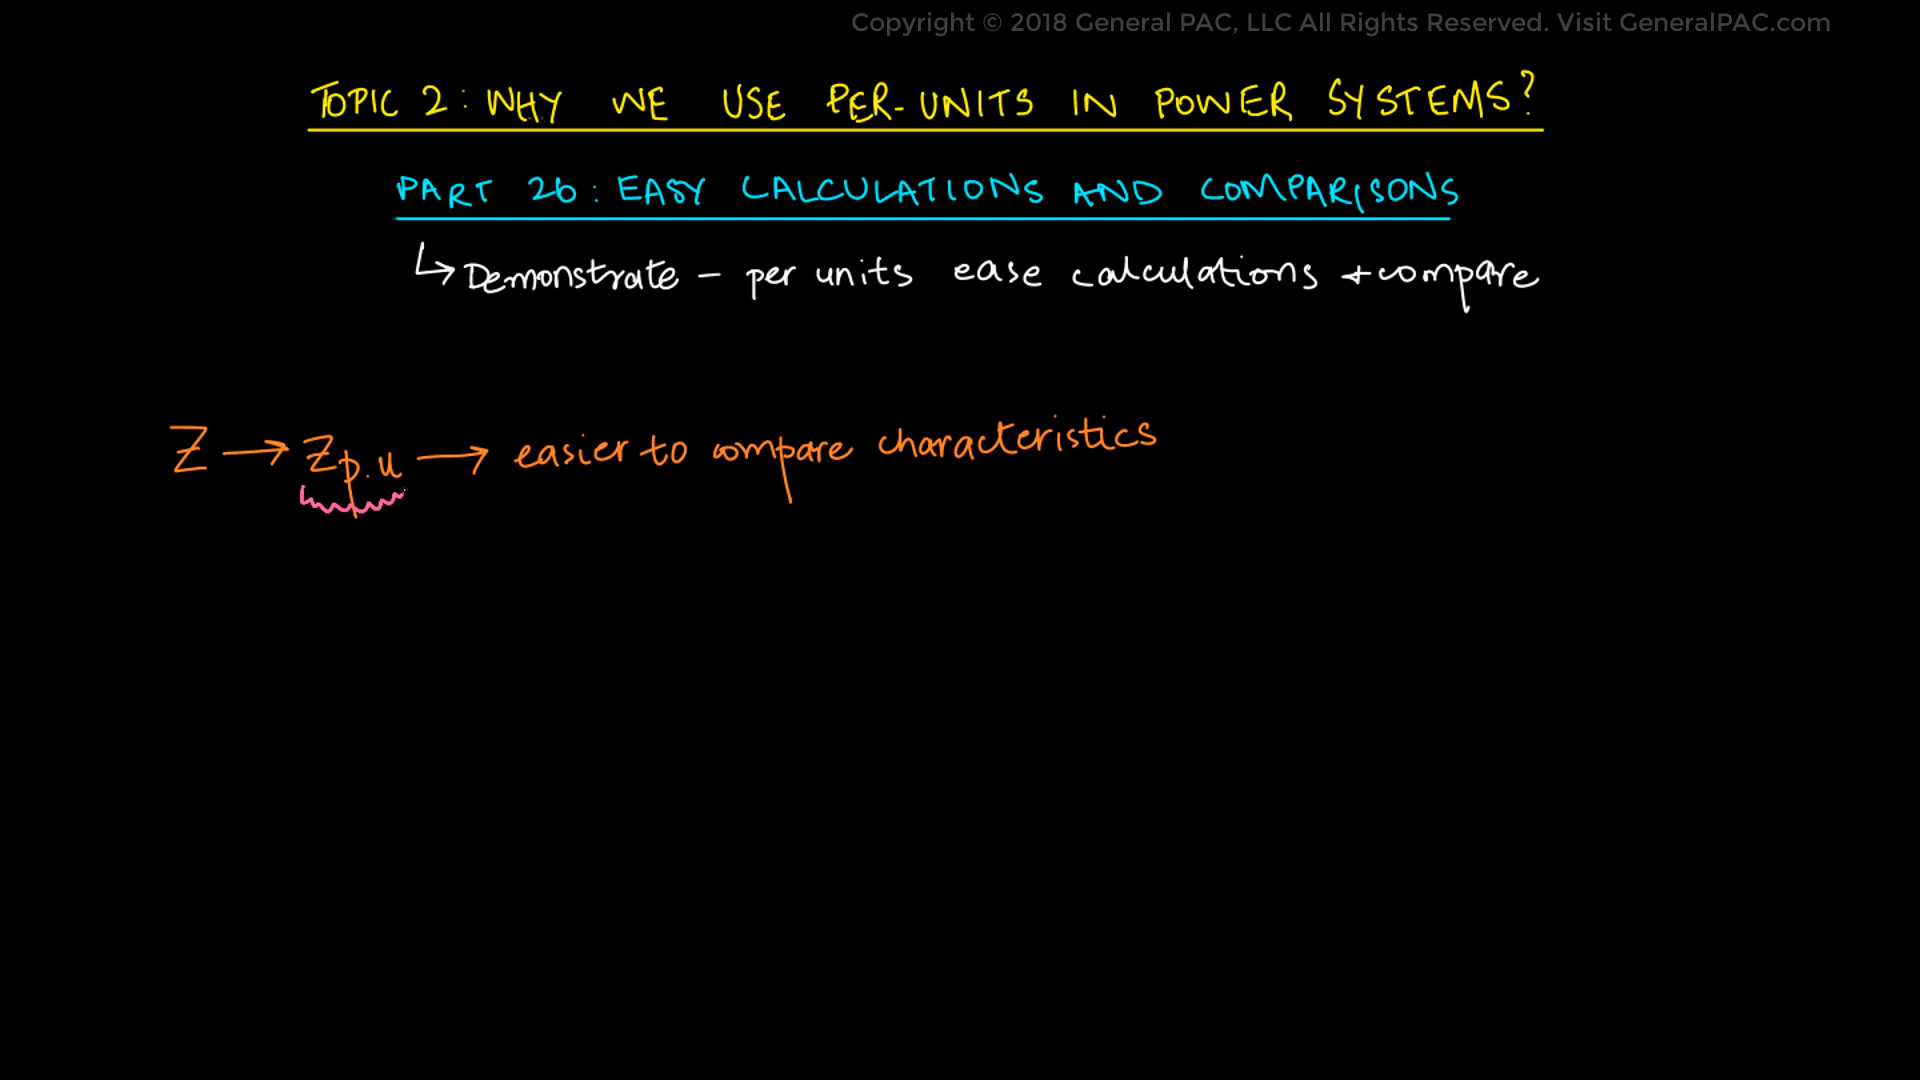 Copyright © 2018 General PAC, LLC All Rights Reserved. Visit GeneralPAC.com
TOPIC 2: WHY WE USE PER-UNITS IN POWER SYSTEMS?
PART 2b: EASY CALCULATIONS AND COMPARISONS
↳ Demonstrate - per units ease calculations + compare
Z → Zp.u → easier to compare characteristics